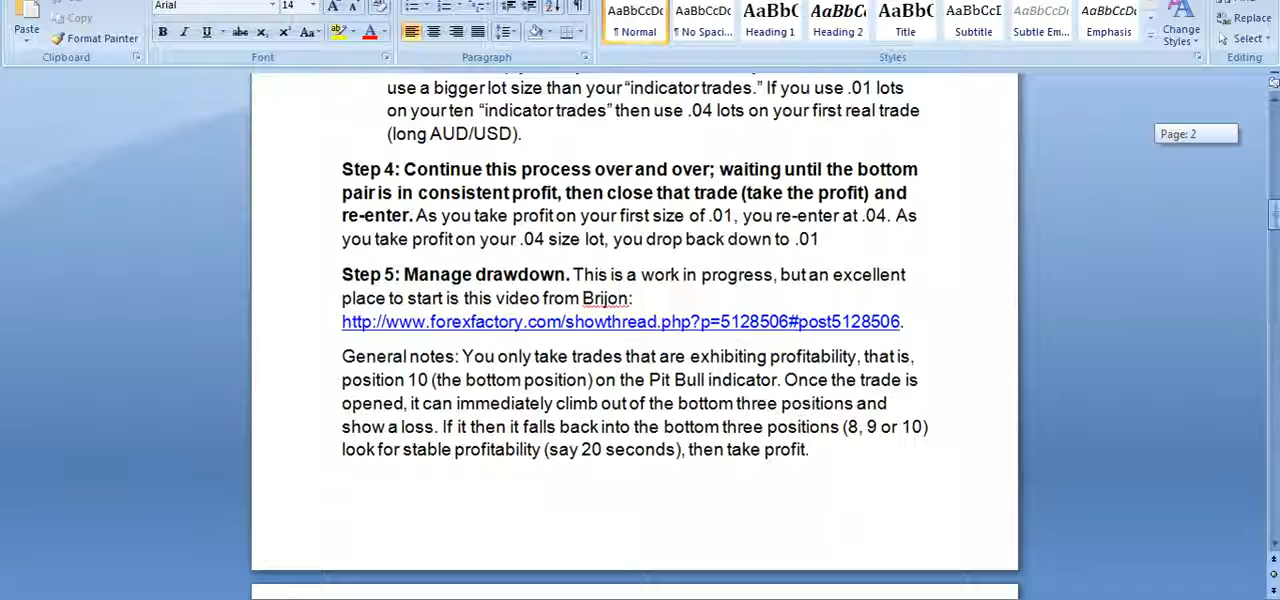 Arial
14
Paste
Copy
Format Painter
Clipboard
Font
Paragraph
AaBbCcDc
¶ Normal
AaBbCcDc
¶ No Spaci...
AaBbC
Heading 1
AaBbCc
Heading 2
AaBbC
Title
AaBbCcI
Subtitle
AaBbCcDc
Subtle Em...
AaBbCcDc
Emphasis
Change
Styles
Styles
Replace
Select
Editing
Page: 2
use a bigger lot size than your “indicator trades.” If you use .01 lots
on your ten “indicator trades” then use .04 lots on your first real trade
(long AUD/USD).
Step 4: Continue this process over and over; waiting until the bottom
pair is in consistent profit, then close that trade (take the profit) and
re-enter. As you take profit on your first size of .01, you re-enter at .04. As
you take profit on your .04 size lot, you drop back down to .01
Step 5: Manage drawdown. This is a work in progress, but an excellent
place to start is this video from Brijon:
http://www.forexfactory.com/showthread.php?p=5128506#post5128506.
General notes: You only take trades that are exhibiting profitability, that is,
position 10 (the bottom position) on the Pit Bull indicator. Once the trade is
opened, it can immediately climb out of the bottom three positions and
show a loss. If it then it falls back into the bottom three positions (8, 9 or 10)
look for stable profitability (say 20 seconds), then take profit.